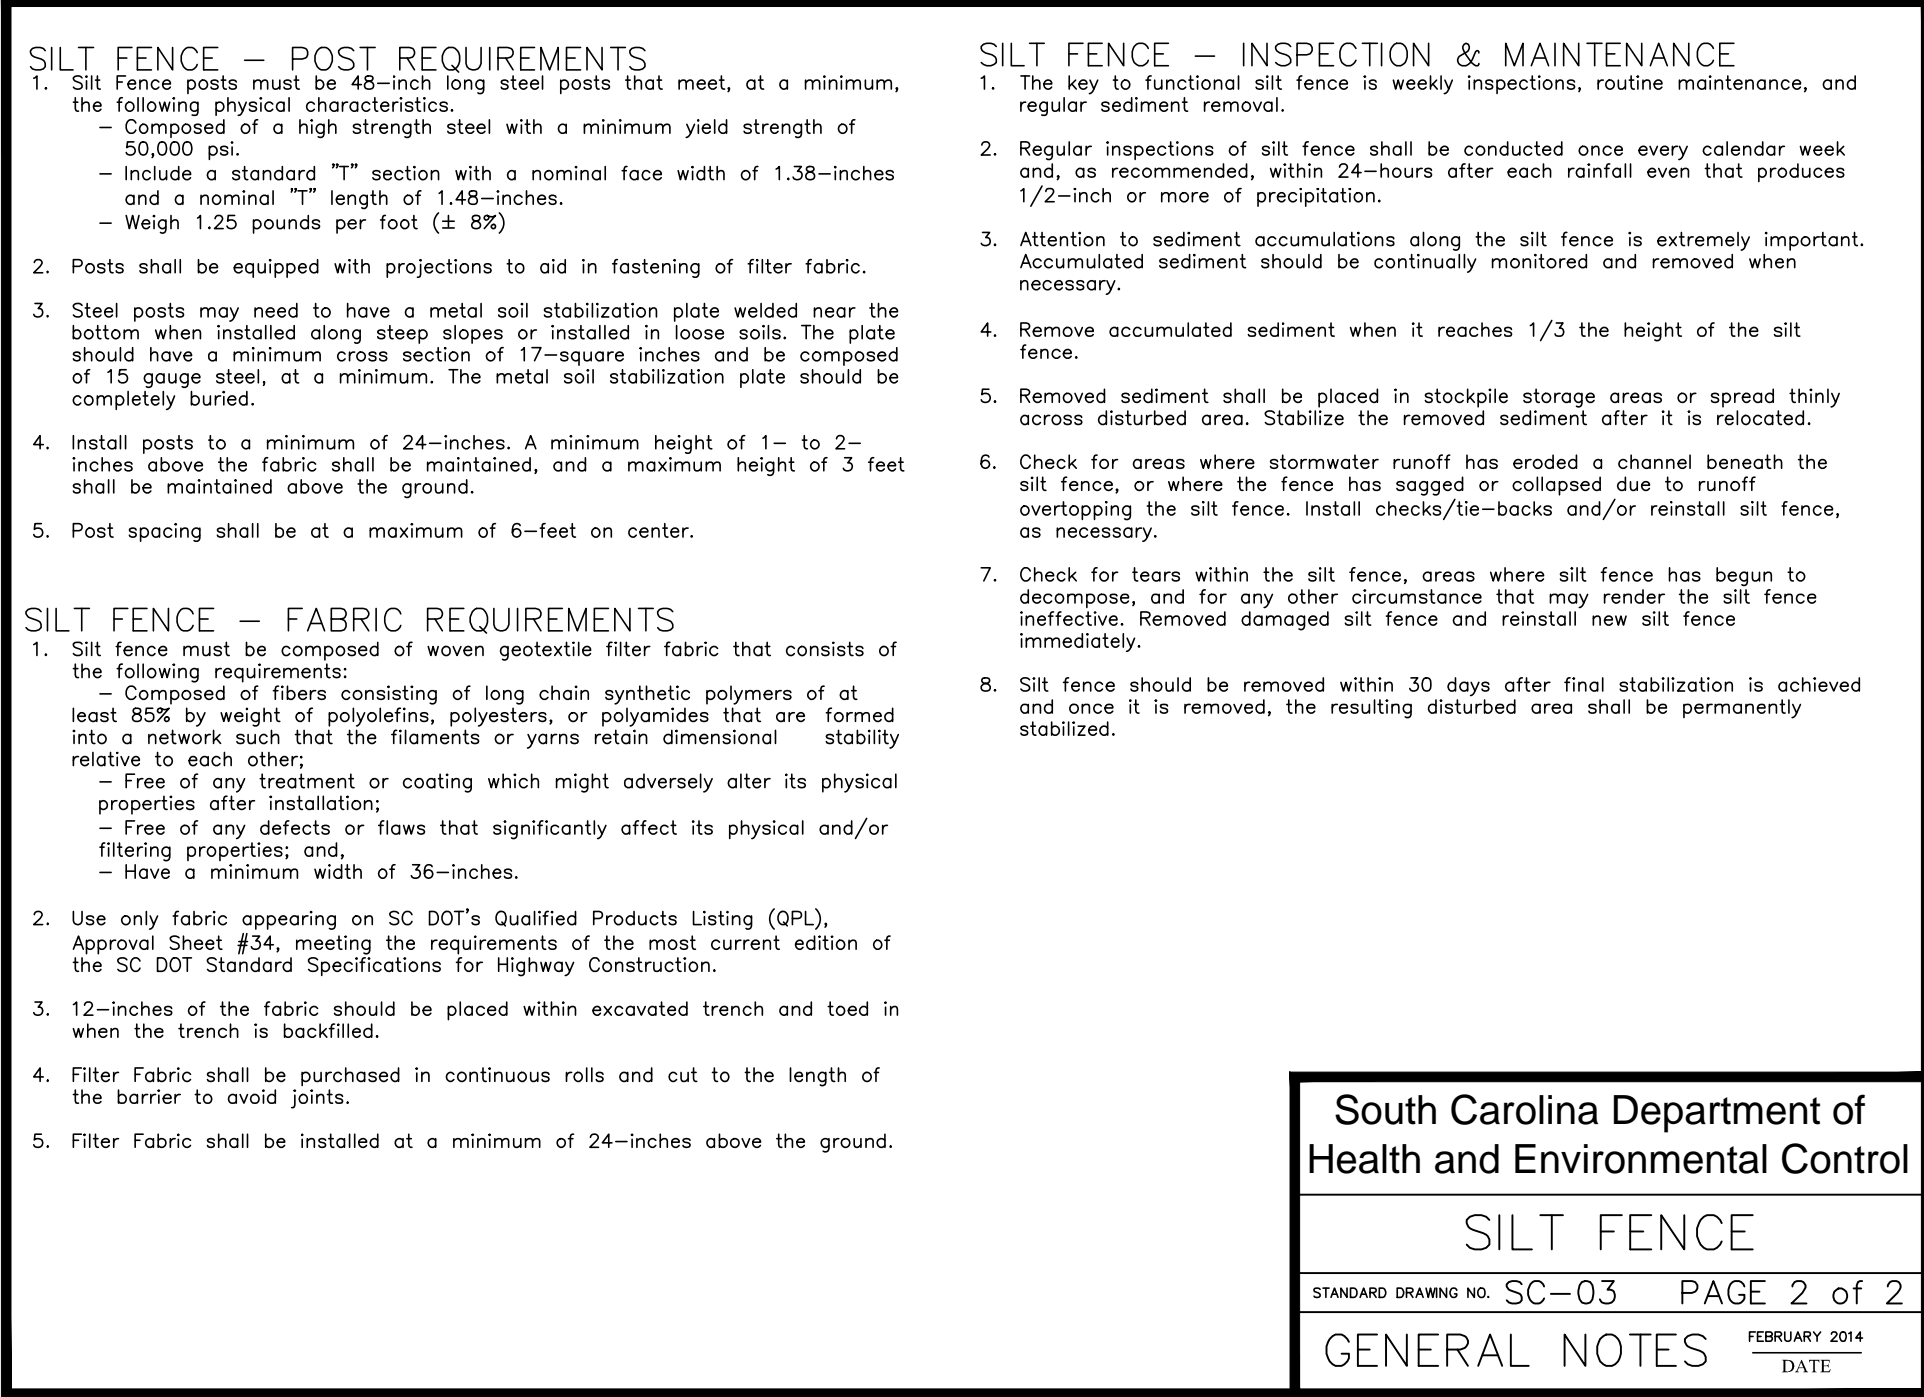 SILT FENCE – POST REQUIREMENTS
1. Silt Fence posts must be 48–inch long steel posts that meet, at a minimum,
the following physical characteristics.
– Composed of a high strength steel with a minimum yield strength of
50,000 psi.
– Include a standard "T" section with a nominal face width of 1.38–inches
and a nominal "T" length of 1.48–inches.
– Weigh 1.25 pounds per foot (± 8%)
2. Posts shall be equipped with projections to aid in fastening of filter fabric.
3. Steel posts may need to have a metal soil stabilization plate welded near the
bottom when installed along steep slopes or installed in loose soils. The plate
should have a minimum cross section of 17–square inches and be composed
of 15 gauge steel, at a minimum. The metal soil stabilization plate should be
completely buried.
4. Install posts to a minimum of 24–inches. A minimum height of 1– to 2–
inches above the fabric shall be maintained, and a maximum height of 3 feet
shall be maintained above the ground.
5. Post spacing shall be at a maximum of 6–feet on center.
SILT FENCE – FABRIC REQUIREMENTS
1. Silt fence must be composed of woven geotextile filter fabric that consists of
the following requirements:
– Composed of fibers consisting of long chain synthetic polymers of at
least 85% by weight of polyolefins, polyesters, or polyamides that are formed
into a network such that the filaments or yarns retain dimensional stability
relative to each other;
– Free of any treatment or coating which might adversely alter its physical
properties after installation;
– Free of any defects or flaws that significantly affect its physical and/or
filtering properties; and,
– Have a minimum width of 36–inches.
2. Use only fabric appearing on SC DOT's Qualified Products Listing (QPL),
Approval Sheet #34, meeting the requirements of the most current edition of
the SC DOT Standard Specifications for Highway Construction.
3. 12–inches of the fabric should be placed within excavated trench and toed in
when the trench is backfilled.
4. Filter Fabric shall be purchased in continuous rolls and cut to the length of
the barrier to avoid joints.
5. Filter Fabric shall be installed at a minimum of 24–inches above the ground.
SILT FENCE – INSPECTION & MAINTENANCE
1. The key to functional silt fence is weekly inspections, routine maintenance, and
regular sediment removal.
2. Regular inspections of silt fence shall be conducted once every calendar week
and, as recommended, within 24–hours after each rainfall even that produces
1/2–inch or more of precipitation.
3. Attention to sediment accumulations along the silt fence is extremely important.
Accumulated sediment should be continually monitored and removed when
necessary.
4. Remove accumulated sediment when it reaches 1/3 the height of the silt
fence.
5. Removed sediment shall be placed in stockpile storage areas or spread thinly
across disturbed area. Stabilize the removed sediment after it is relocated.
6. Check for areas where stormwater runoff has eroded a channel beneath the
silt fence, or where the fence has sagged or collapsed due to runoff
overtopping the silt fence. Install checks/tie–backs and/or reinstall silt fence,
as necessary.
7. Check for tears within the silt fence, areas where silt fence has begun to
decompose, and for any other circumstance that may render the silt fence
ineffective. Removed damaged silt fence and reinstall new silt fence
immediately.
8. Silt fence should be removed within 30 days after final stabilization is achieved
and once it is removed, the resulting disturbed area shall be permanently
stabilized.
South Carolina Department of
Health and Environmental Control
SILT FENCE
STANDARD DRAWING NO. SC–03 PAGE 2 of 2
GENERAL NOTES FEBRUARY 2014
DATE